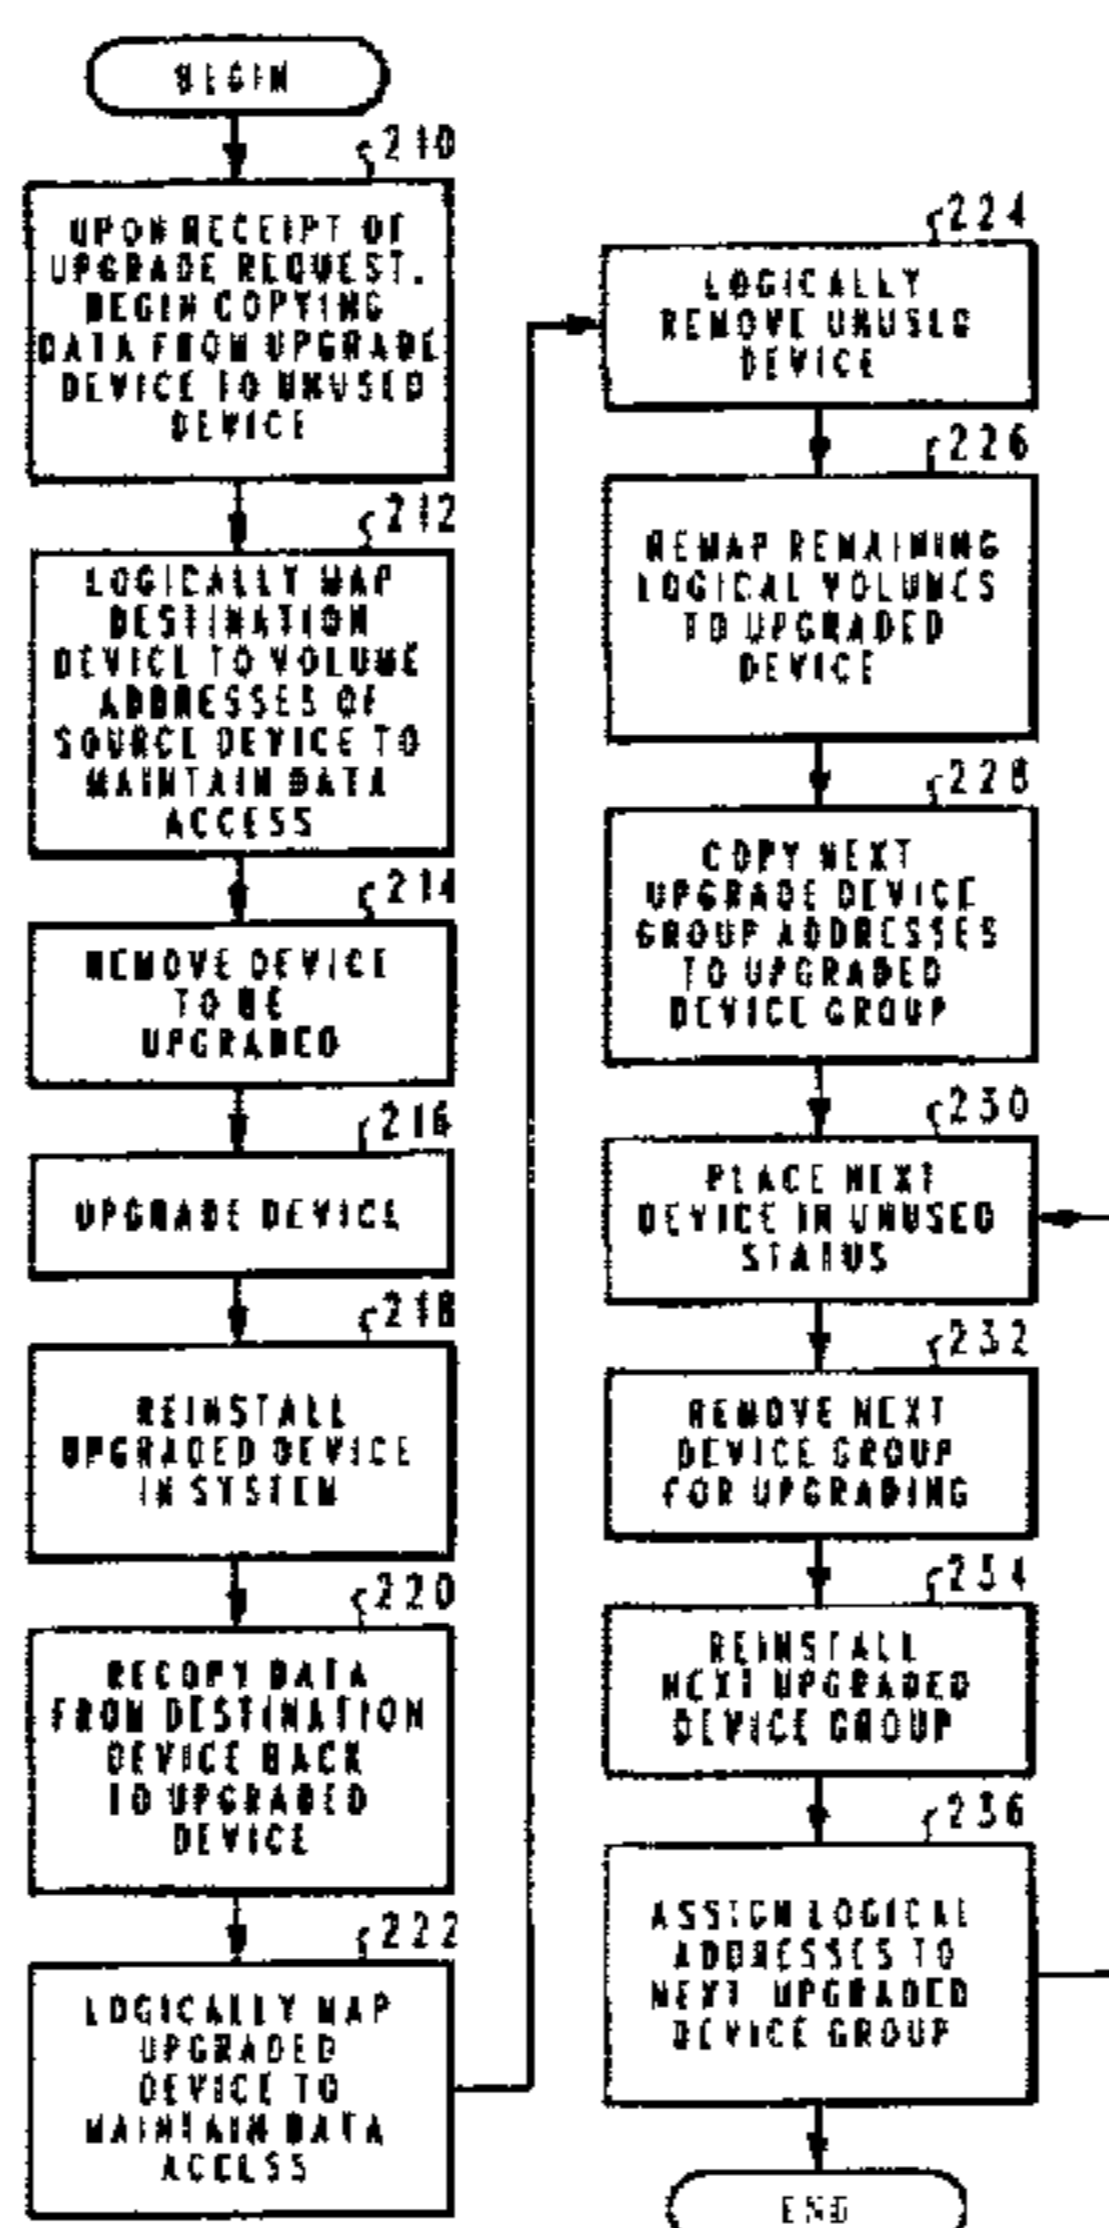 BEGIN
210
UPON RECEIPT OF
UPGRADE REQUEST,
BEGIN COPYING
DATA FROM UPGRADE
DEVICE TO UNUSED
DEVICE
212
LOGICALLY MAP
DESTINATION
DEVICE TO VOLUME
ADDRESSES OF
SOURCE DEVICE TO
MAINTAIN DATA
ACCESS
214
REMOVE DEVICE
TO BE
UPGRADED
216
UPGRADE DEVICE
218
REINSTALL
UPGRADED DEVICE
IN SYSTEM
220
RECOPY DATA
FROM DESTINATION
DEVICE BACK
TO UPGRADED
DEVICE
222
LOGICALLY MAP
UPGRADED
DEVICE TO
MAINTAIN DATA
ACCESS
224
LOGICALLY
REMOVE UNUSED
DEVICE
226
REMAP REMAINING
LOGICAL VOLUMES
TO UPGRADED
DEVICE
228
COPY NEXT
UPGRADE DEVICE
GROUP ADDRESSES
TO UPGRADED
DEVICE GROUP
230
PLACE NEXT
DEVICE IN UNUSED
STATUS
232
REMOVE NEXT
DEVICE GROUP
FOR UPGRADING
234
REINSTALL
NEXT UPGRADED
DEVICE GROUP
236
ASSIGN LOGICAL
ADDRESSES TO
NEXT UPGRADED
DEVICE GROUP
END